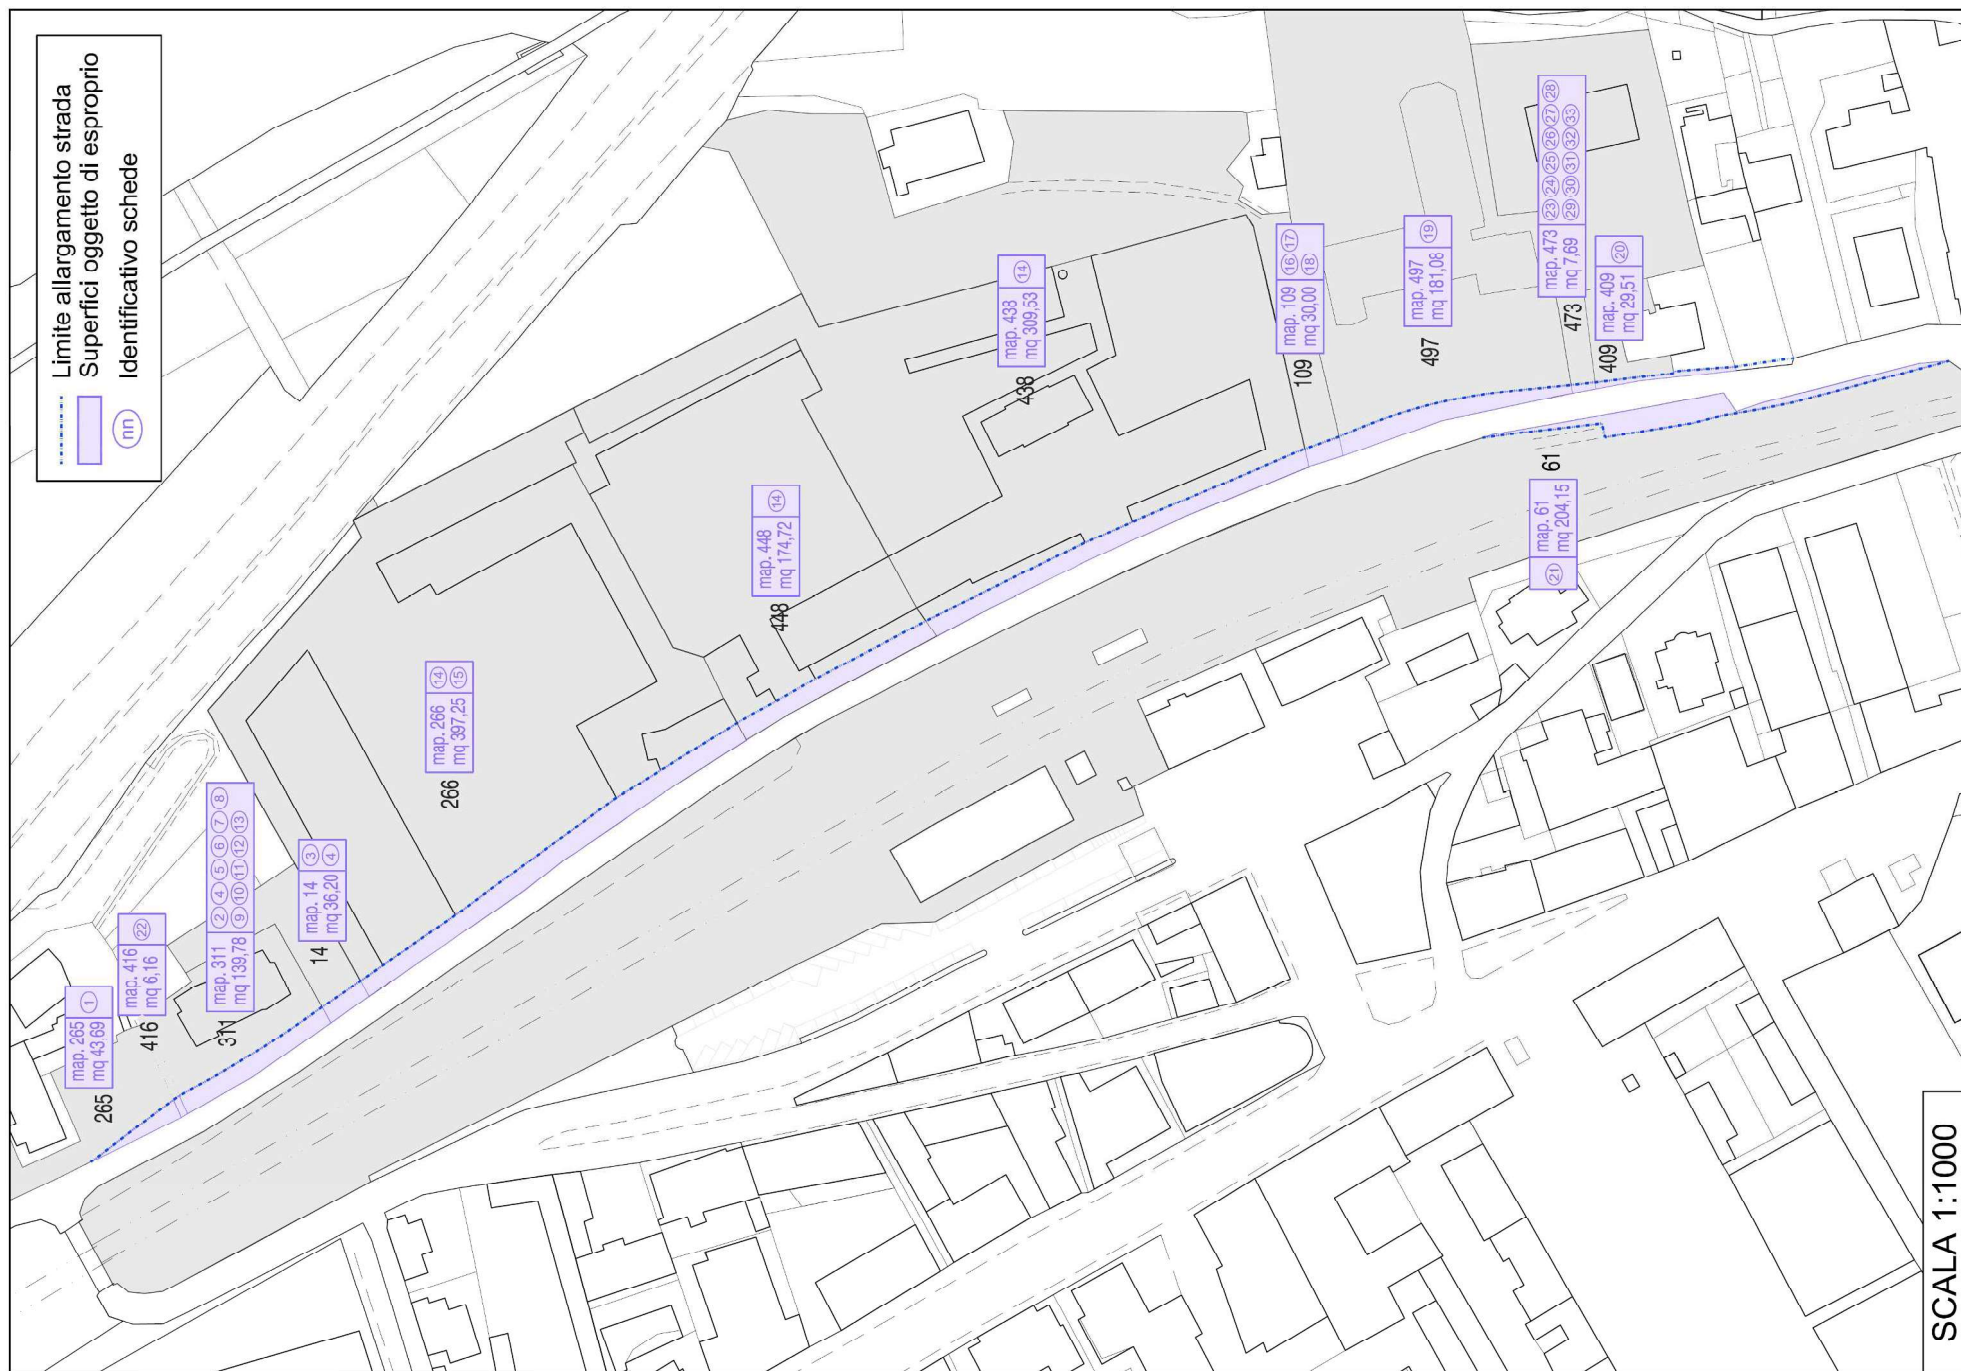 Limite allargamento strada
Superfici oggetto di esproprio
nn
Identificativo schede
map. 265
mq 43,69
1
265
map. 416
mq 6,16
22
416
map. 311
mq 139,78
2 4 5 6 7 8
9 10 11 12 13
311
map. 14
mq 36,20
3
4
14
map. 266
mq 397,25
14
15
266
map. 448
mq 174,72
14
448
map. 438
mq 309,53
14
438
map. 109
mq 30,00
16 17
18
109
map. 497
mq 181,08
19
497
map. 473
mq 7,69
23 24 25 26 27 28
29 30 31 32 33
473
map. 409
mq 29,51
20
409
61
map. 61
mq 204,15
21
SCALA 1:1000